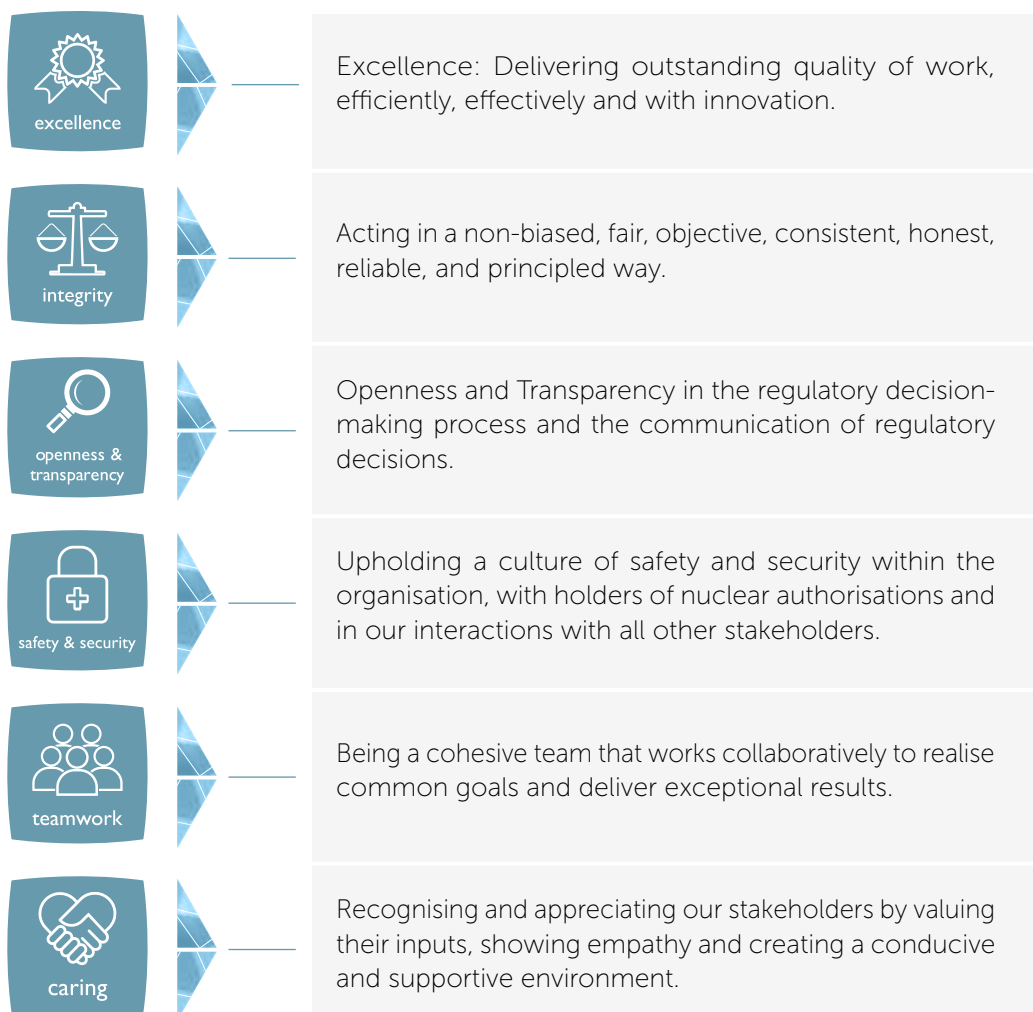 excellence
Excellence: Delivering outstanding quality of work,
efficiently, effectively and with innovation.
integrity
Acting in a non-biased, fair, objective, consistent, honest,
reliable, and principled way.
openness &
transparency
Openness and Transparency in the regulatory decision-
making process and the communication of regulatory
decisions.
safety & security
Upholding a culture of safety and security within the
organisation, with holders of nuclear authorisations and
in our interactions with all other stakeholders.
teamwork
Being a cohesive team that works collaboratively to realise
common goals and deliver exceptional results.
caring
Recognising and appreciating our stakeholders by valuing
their inputs, showing empathy and creating a conducive
and supportive environment.